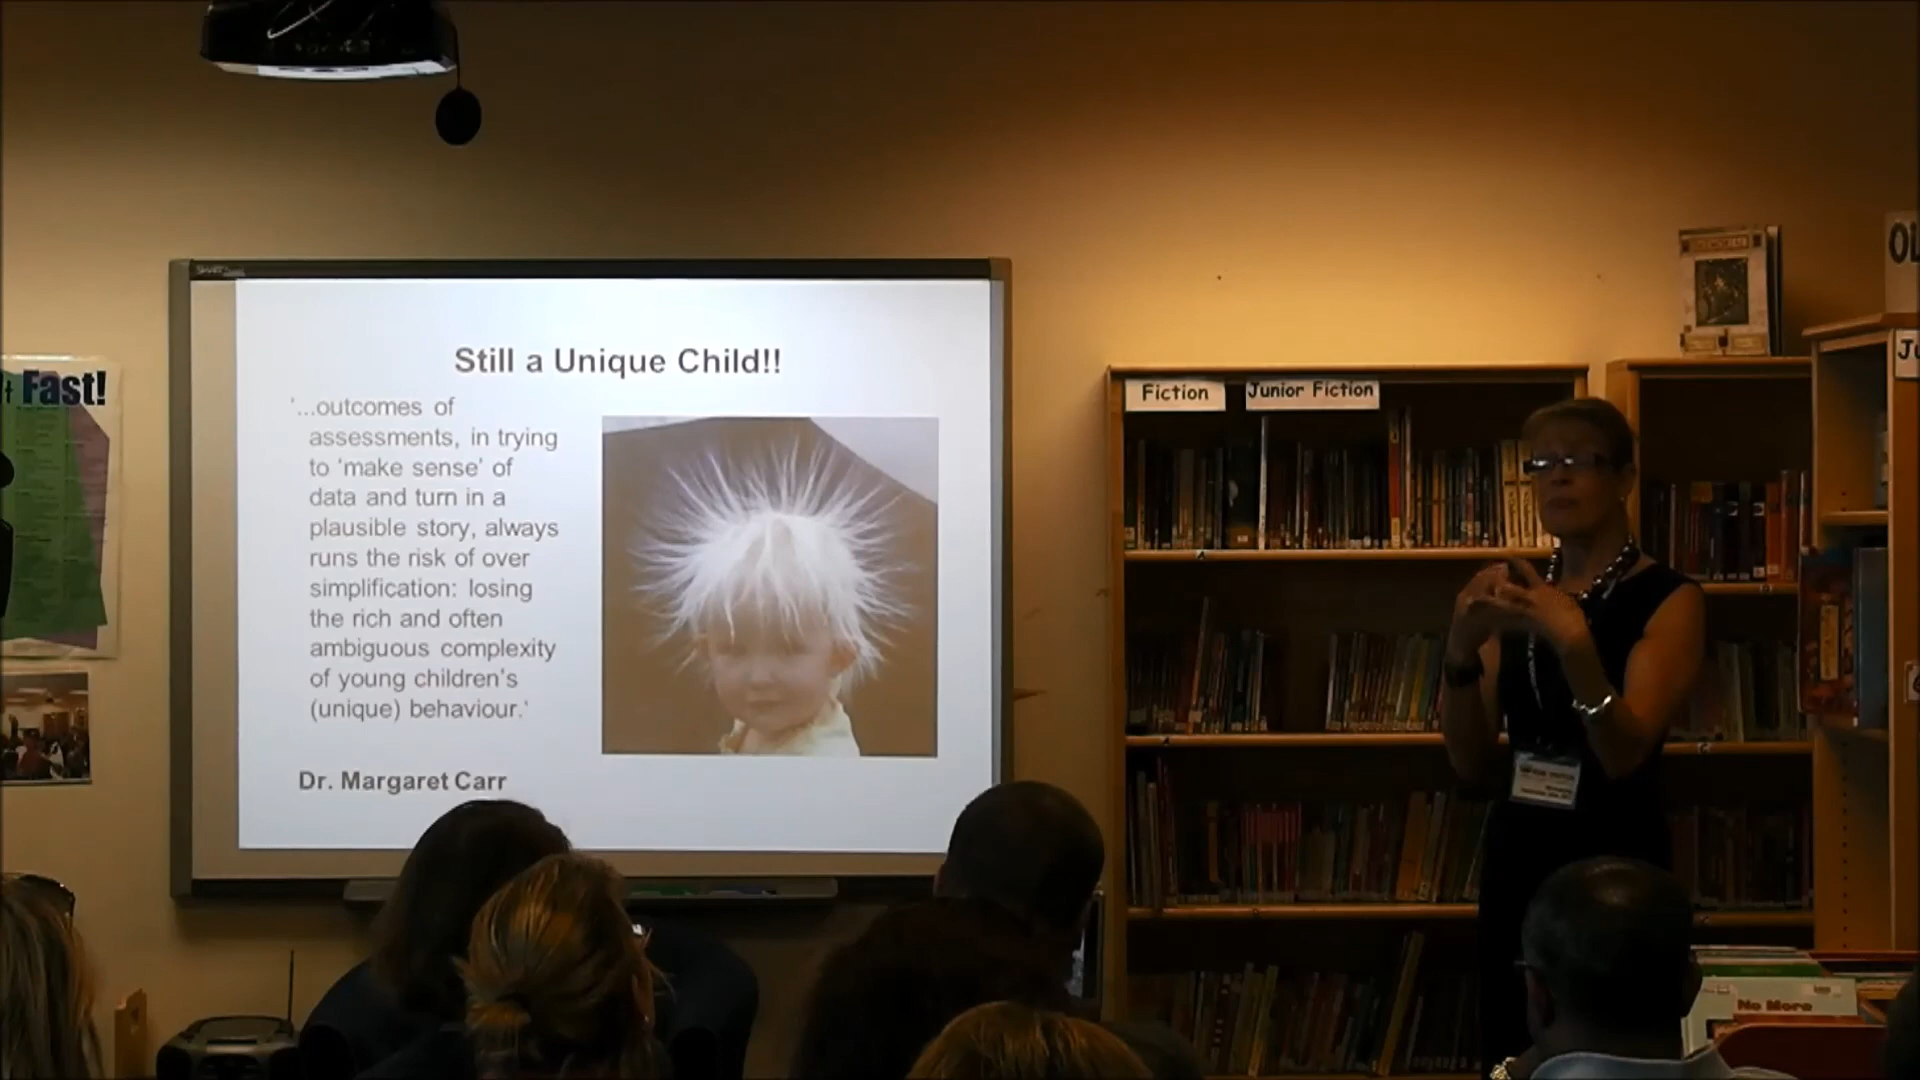 SMART
Still a Unique Child!!
'...outcomes of
assessments, in trying
to 'make sense' of
data and turn in a
plausible story, always
runs the risk of over
simplification: losing
the rich and often
ambiguous complexity
of young children's
(unique) behaviour.'
Dr. Margaret Carr
Fast!
Fiction
Junior Fiction
No More